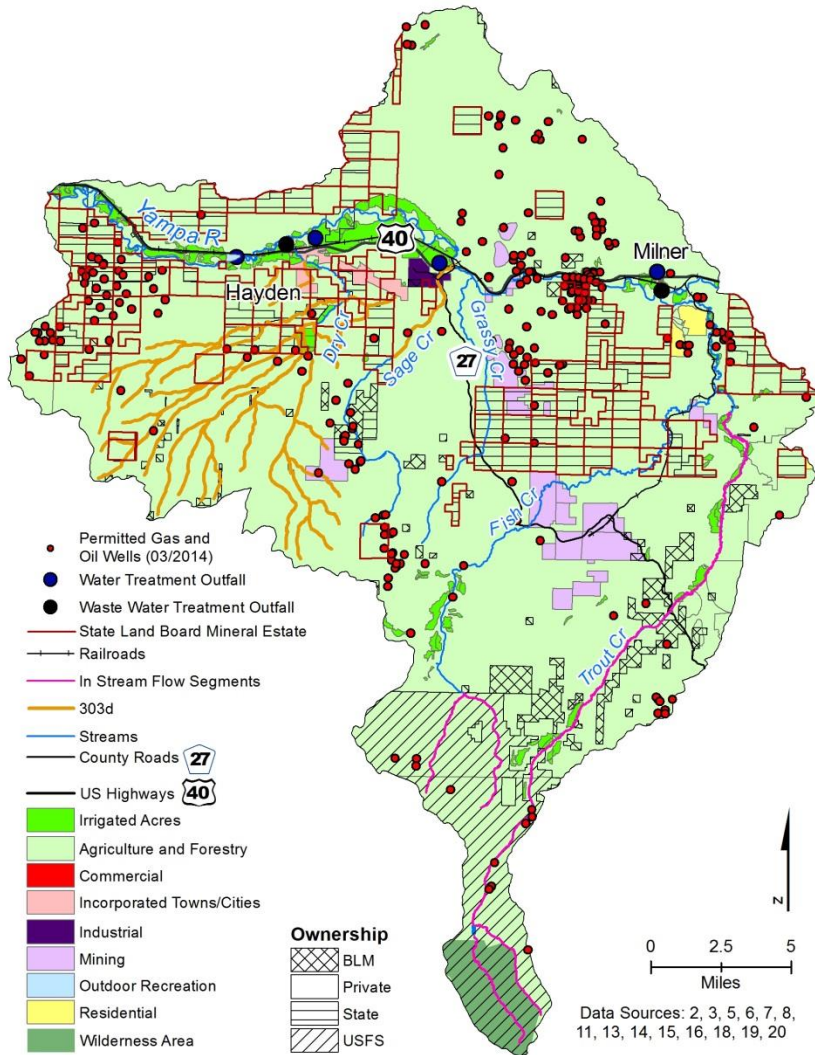 Yampa R
40
Milner
Hayden
Dry Cr
Sage Cr
27
Grassy Cr
Fish Cr
Trout Cr
Permitted Gas and
Oil Wells (03/2014)
Water Treatment Outfall
Waste Water Treatment Outfall
State Land Board Mineral Estate
Railroads
In Stream Flow Segments
303d
Streams
County Roads 27
US Highways 40
Irrigated Acres
Agriculture and Forestry
Commercial
Incorporated Towns/Cities
Industrial
Mining
Outdoor Recreation
Residential
Wilderness Area
Ownership
BLM
Private
State
USFS
N
0 2.5 5
Miles
Data Sources: 2, 3, 5, 6, 7, 8,
11, 13, 14, 15, 16, 18, 19, 20